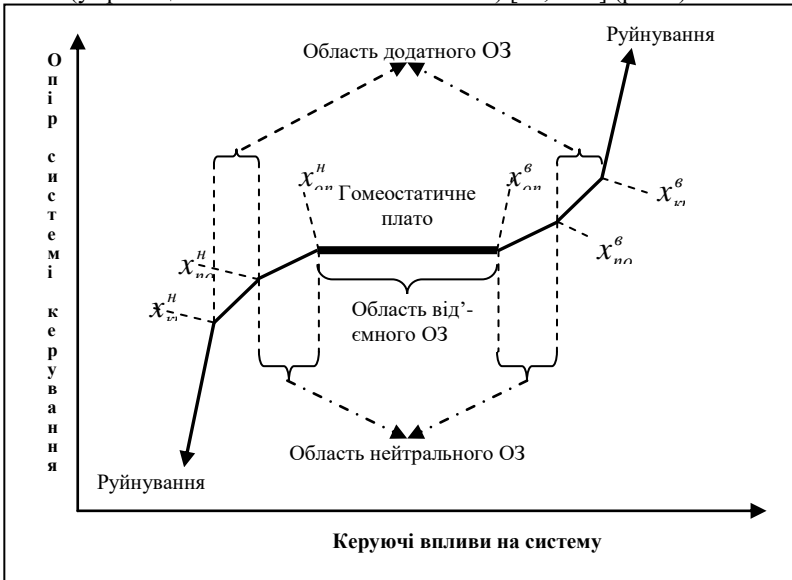 Руйнування
Область додатного ОЗ
Опір системі керування
Гомеостатичне
плато
Область від’-
ємного ОЗ
Область нейтрального ОЗ
Руйнування
Керуючі впливи на систему